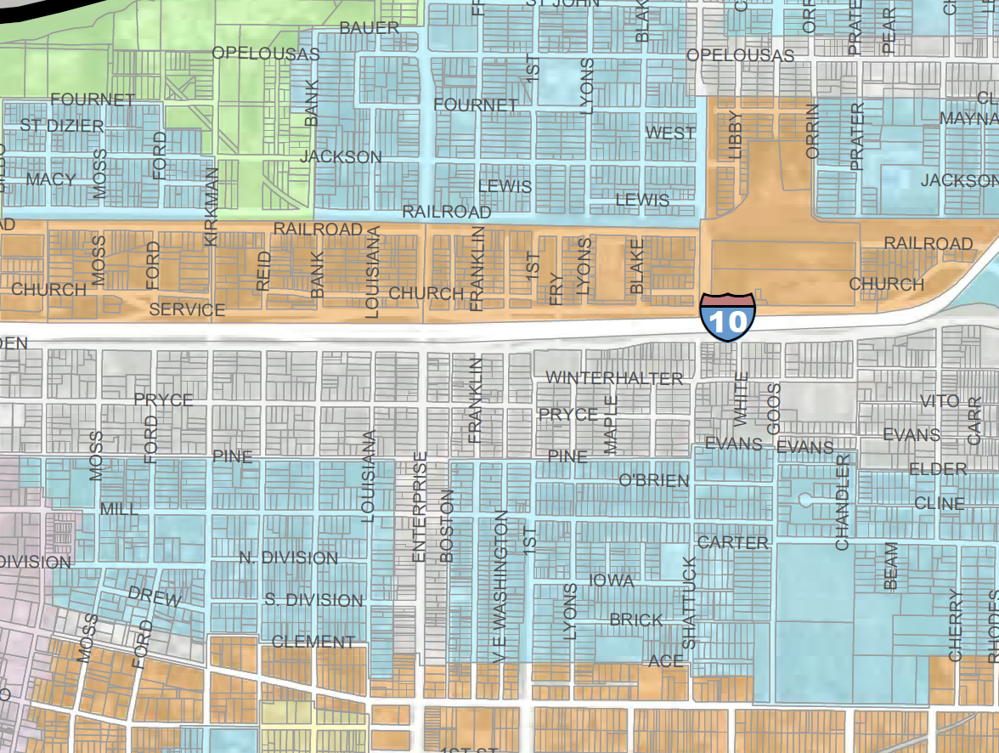 ST JOHN
BAUER
OPELOUSAS
OPELOUSAS
PEAR
BANK
1ST
LYONS
FOURNET
FOURNET
ST DIZIER
WEST
LIBBY
ORRIN
PRATER
MOSS
FORD
JACKSON
MACY
KIRKMAN
LEWIS
LEWIS
JACKSON
RAILROAD
RAILROAD
RAILROAD
MOSS
FORD
REID
BANK
LOUISIANA
FRANKLIN
1ST
FRY
LYONS
BLAKE
CHURCH
CHURCH
CHURCH
SERVICE
10
WINTERHALTER
PRYCE
PRYCE
MAPLE
WHITE
GOOS
VITO
CARR
FRANKLIN
MOSS
FORD
PINE
PINE
LOUISIANA
EVANS
EVANS
EVANS
ELDER
O'BRIEN
CLINE
CHANDLER
ENTERPRISE
BOSTON
MILL
V E WASHINGTON
1ST
CARTER
DIVISION
N. DIVISION
S. DIVISION
IOWA
BEAM
SHATTUCK
DREW
LYONS
BRICK
CHERRY
RHODES
MOSS
FORD
CLEMENT
ACE
1ST ST